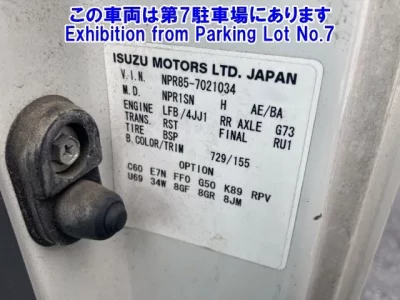 この車両は第7駐車場にあります
Exhibition from Parking Lot No.7
ISUZU MOTORS LTD. JAPAN
V.I.N. NPR85-7021034
M.D. NPR1SN H AE/BA
ENGINE LFB/4JJ1 RR AXLE G73
TRANS. RST FINAL RU1
TIRE BSP
B.COLOR/TRIM 729/155
OPTION
C60 E7N FF0 G50 K89 RPV
U69 34W 8GF 8GR 8JM